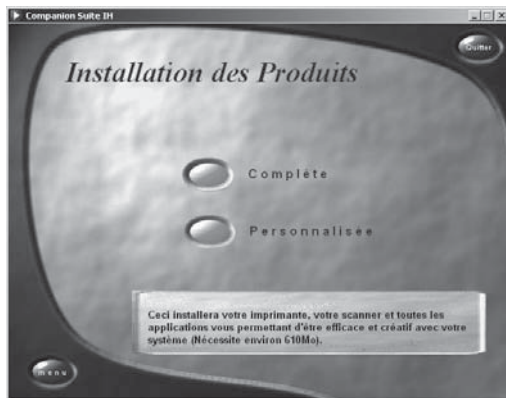 Companion Suite IH
Quitter
Installation des Produits
Complète
Personnalisée
Ceci installera votre imprimante, votre scanner et toutes les
applications vous permettant d'être efficace et créatif avec votre
système (Nécessite environ 610Mo).
menu